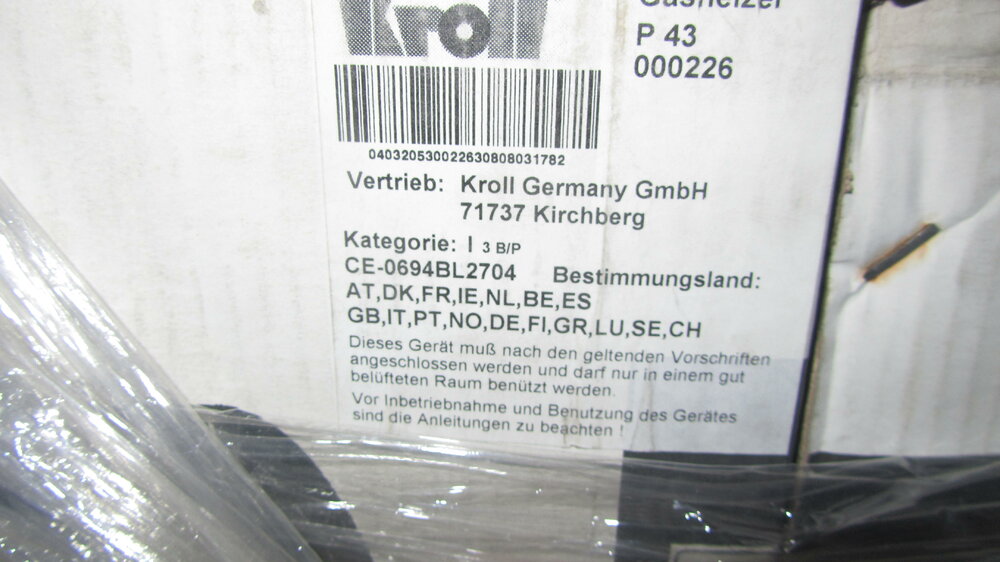 Kroll
Gasheizer
P 43
000226
04032053002263080803178​2
Vertrieb: Kroll Germany GmbH
71737 Kirchberg
Kategorie: I 3 B/P
CE-0694BL2704 Bestimmungsland:
AT,DK,FR,IE,NL,BE,ES
GB,IT,PT,NO,DE,FI,GR,LU,SE,CH
Dieses Gerät muß nach den geltenden Vorschriften
angeschlossen werden und darf nur in einem gut
belüfteten Raum benützt werden.
Vor Inbetriebnahme und Benutzung des Gerätes
sind die Anleitungen zu beachten !